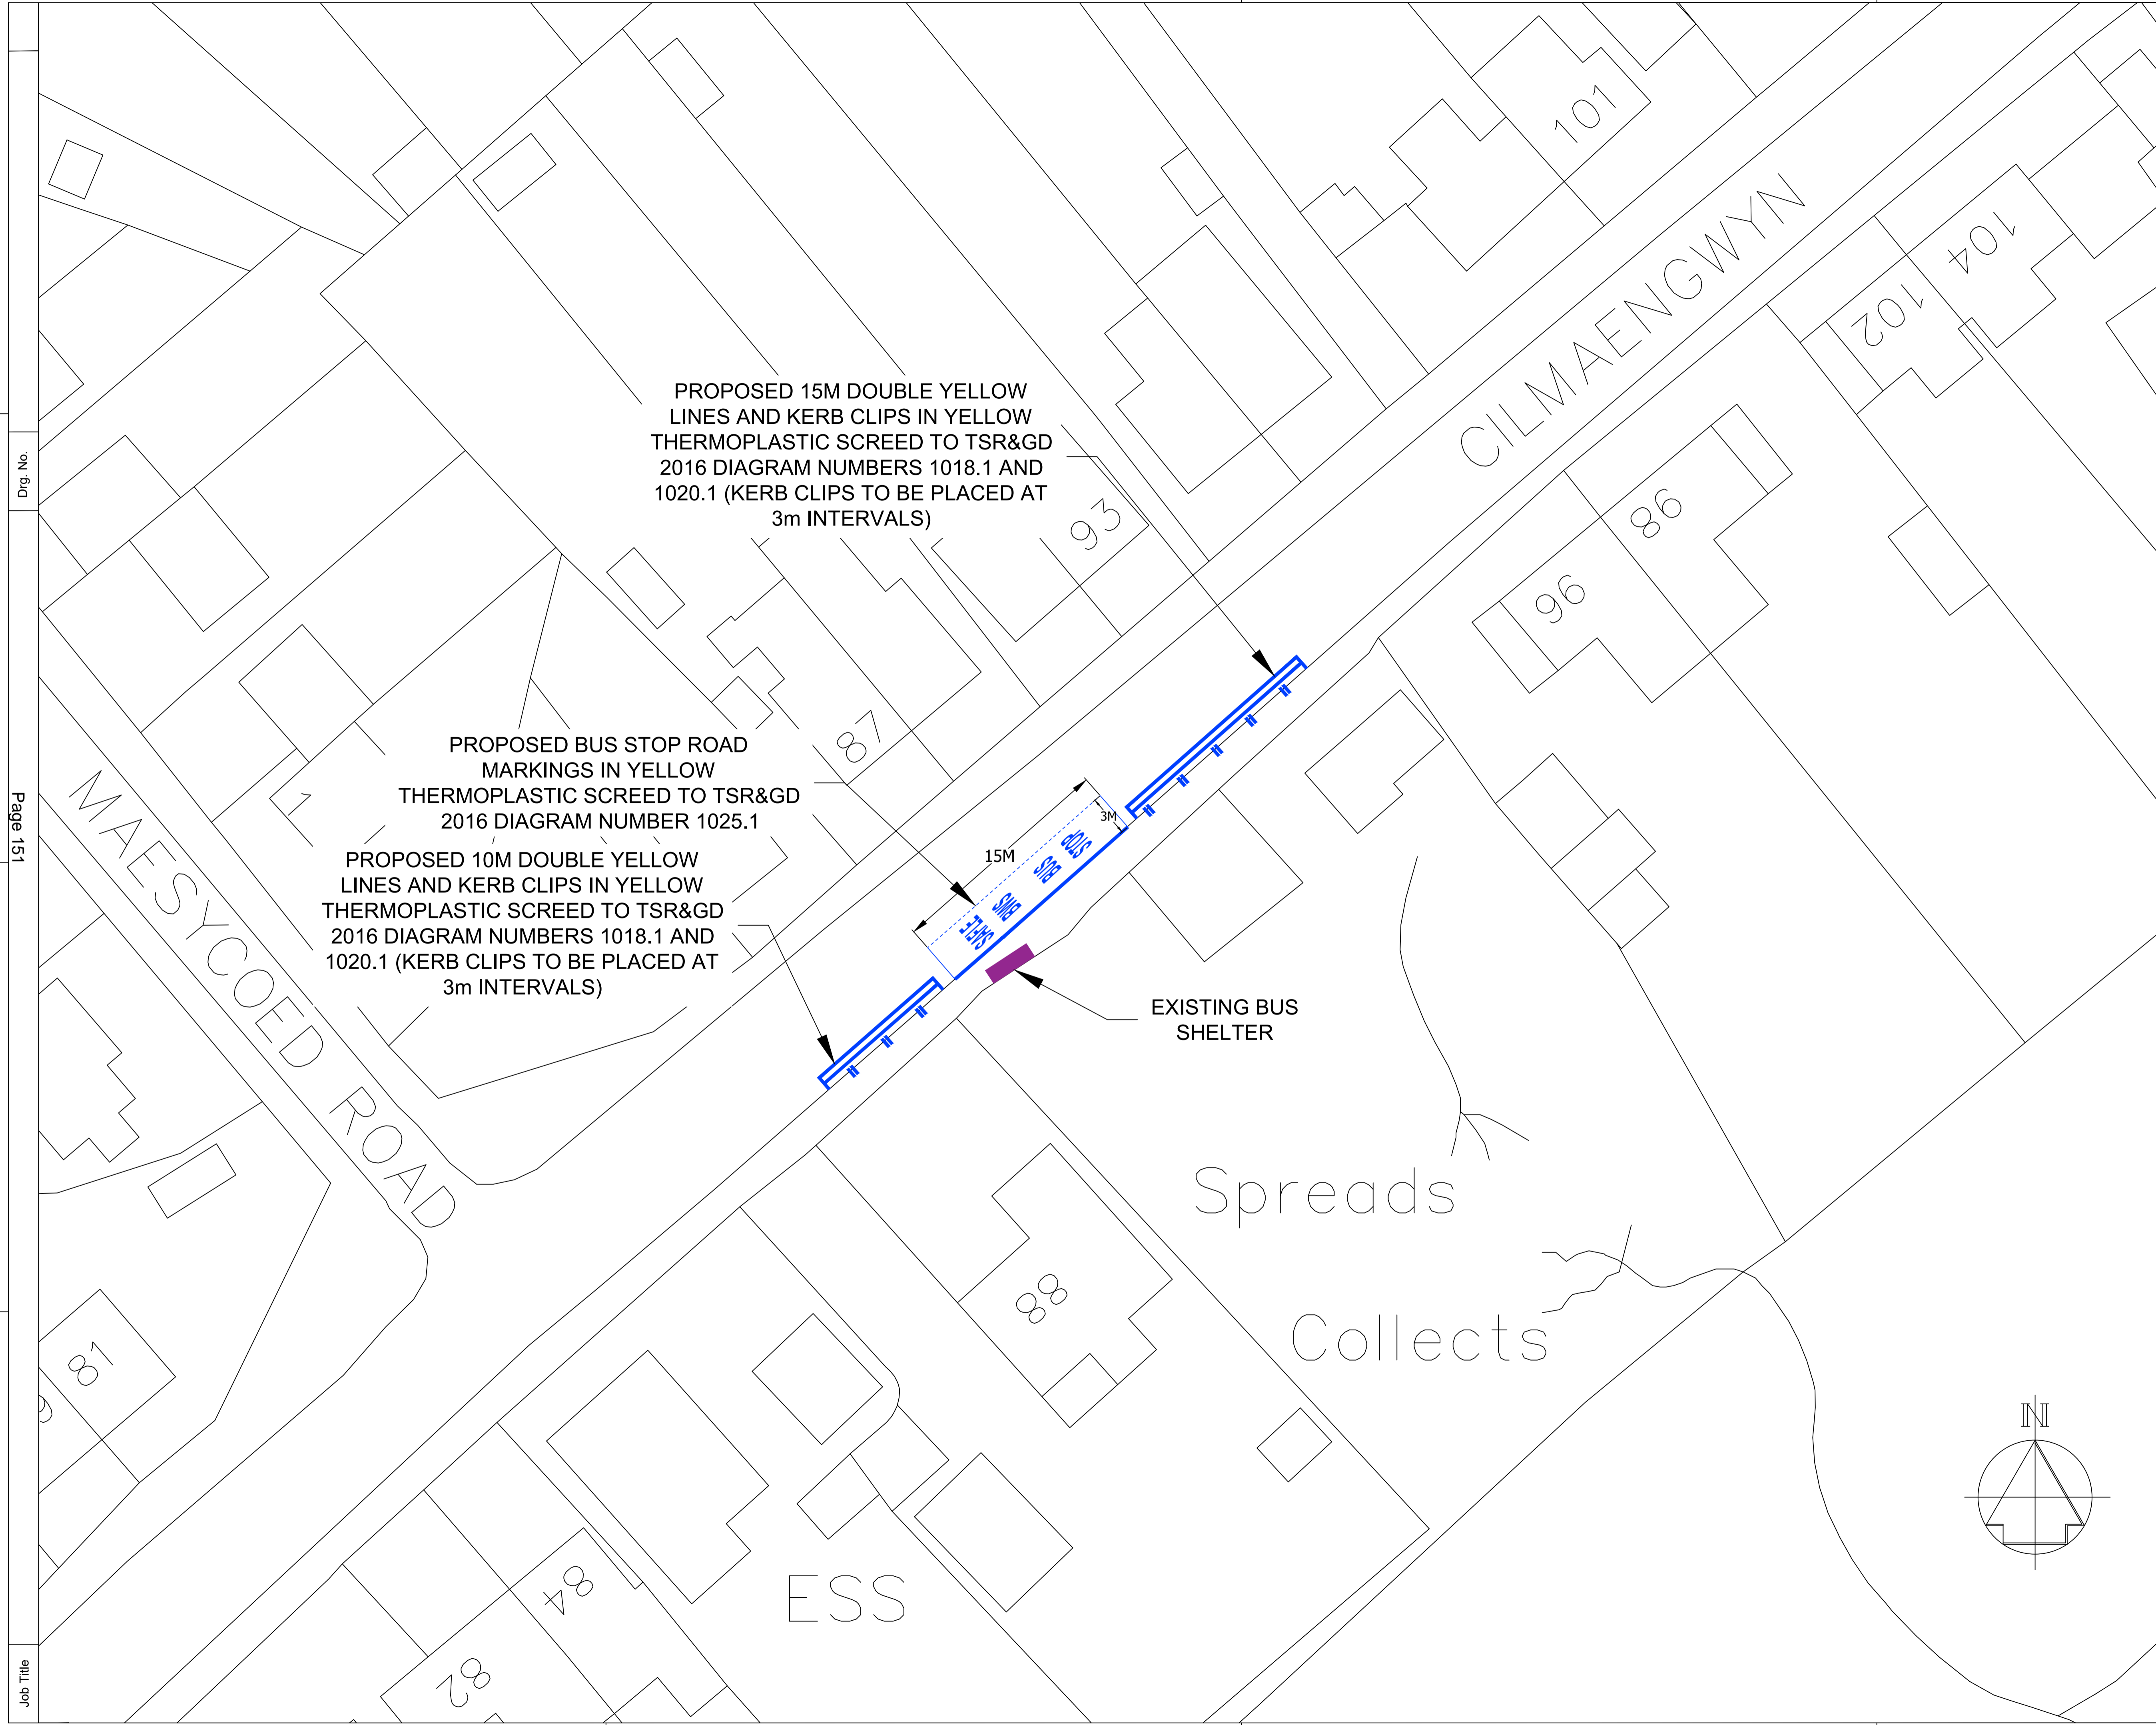 101
CILMAENGWYN
104
102
PROPOSED 15M DOUBLE YELLOW
LINES AND KERB CLIPS IN YELLOW
THERMOPLASTIC SCREED TO TSR&GD
2016 DIAGRAM NUMBERS 1018.1 AND
1020.1 (KERB CLIPS TO BE PLACED AT
3m INTERVALS)
93
98
96
Drg. No.
87
PROPOSED BUS STOP ROAD
MARKINGS IN YELLOW
THERMOPLASTIC SCREED TO TSR&GD
2016 DIAGRAM NUMBER 1025.1
1
3M
15M
BUS STOP
SAFLE BWS
PROPOSED 10M DOUBLE YELLOW
LINES AND KERB CLIPS IN YELLOW
THERMOPLASTIC SCREED TO TSR&GD
2016 DIAGRAM NUMBERS 1018.1 AND
1020.1 (KERB CLIPS TO BE PLACED AT
3m INTERVALS)
Page 151
MAESYCOED ROAD
EXISTING BUS
SHELTER
Spreads
Collects
88
81
N
ESS
84
82
Job Title